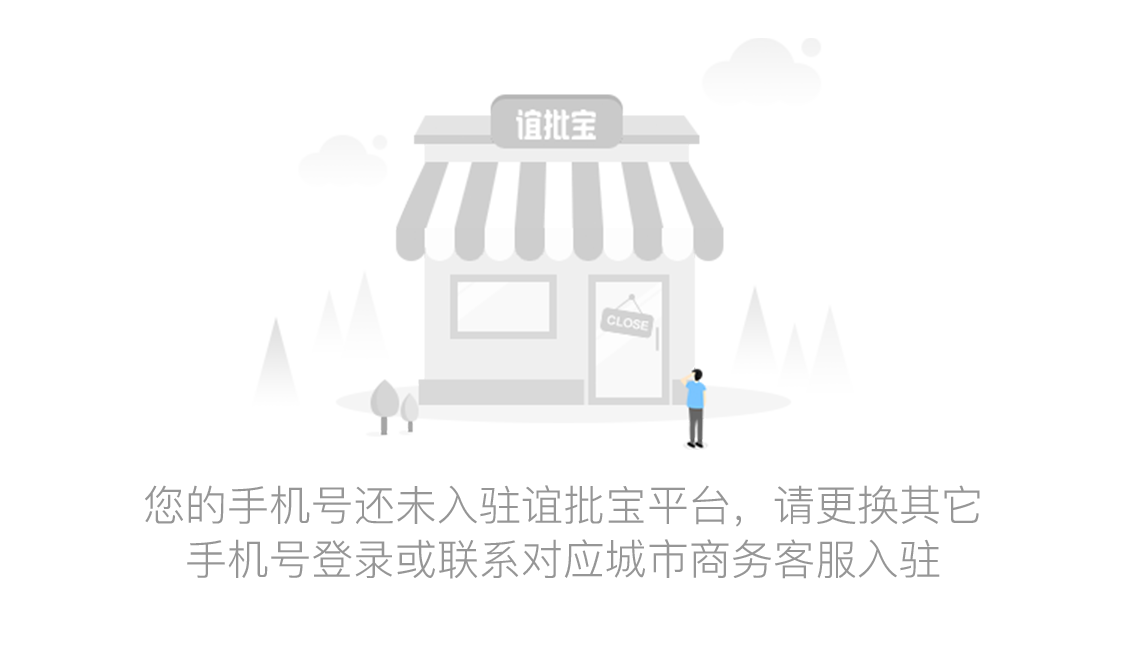 谊批宝
CLOSE
您的手机号还未入驻谊批宝平台，请更换其它
手机号登录或联系对应城市商务客服入驻